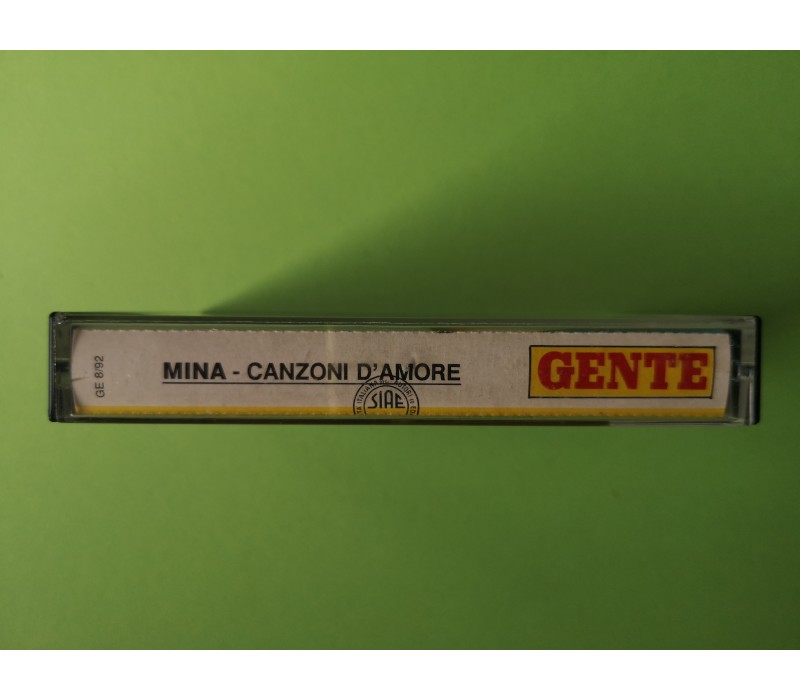 GE 8/92
MINA - CANZONI D'AMORE
GENTE
SIAE